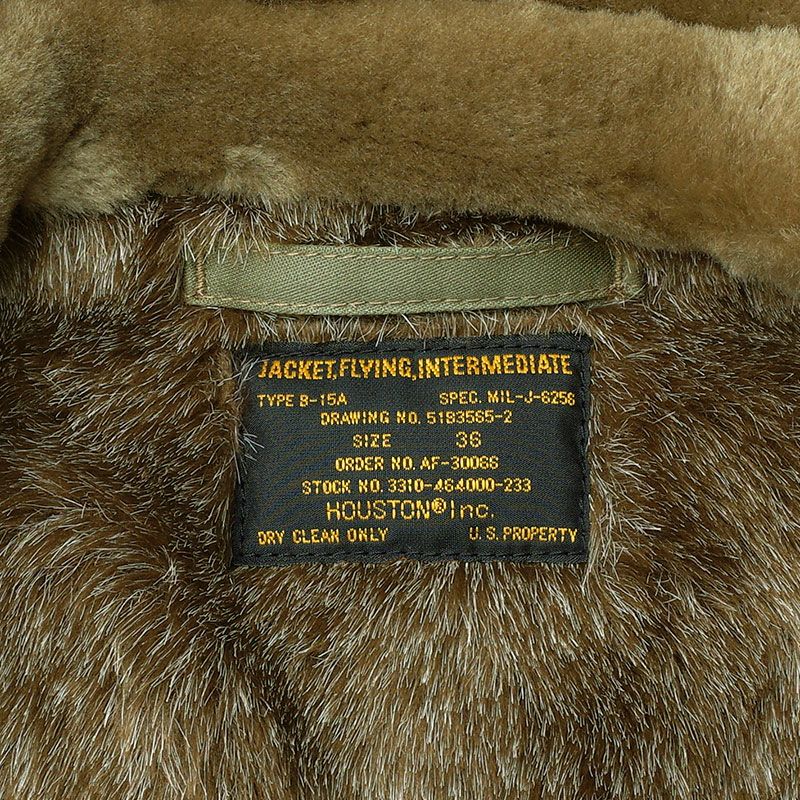 JACKET,FLYING,INTERMEDIATE
TYPE B-15A SPEC. MIL-J-6256
DRAWING NO. 51B3565-2
SIZE 36
ORDER NO. AF-30066
STOCK NO. 3310-464000-233
HOUSTON® Inc.
DRY CLEAN ONLY U.S. PROPERTY